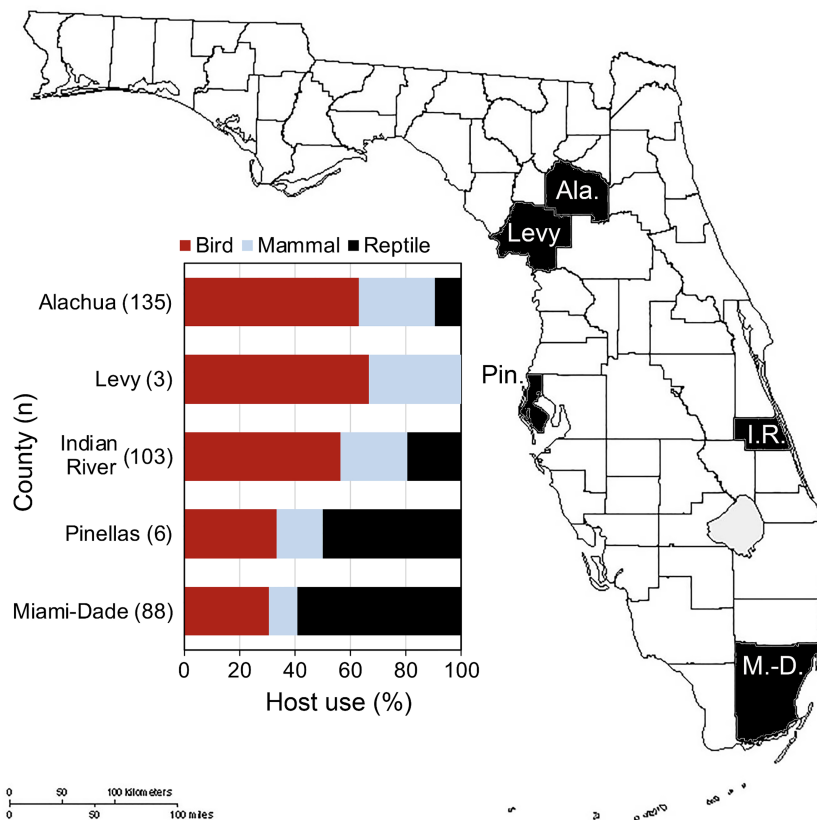 Ala.
Levy
Bird Mammal Reptile
Alachua (135)
Levy (3)
Indian River (103)
Pinellas (6)
Miami-Dade (88)
County (n)
0 20 40 60 80 100
Host use (%)
Pin.
I.R.
M.-D.
0 50 100 Kilometers
0 50 100 miles